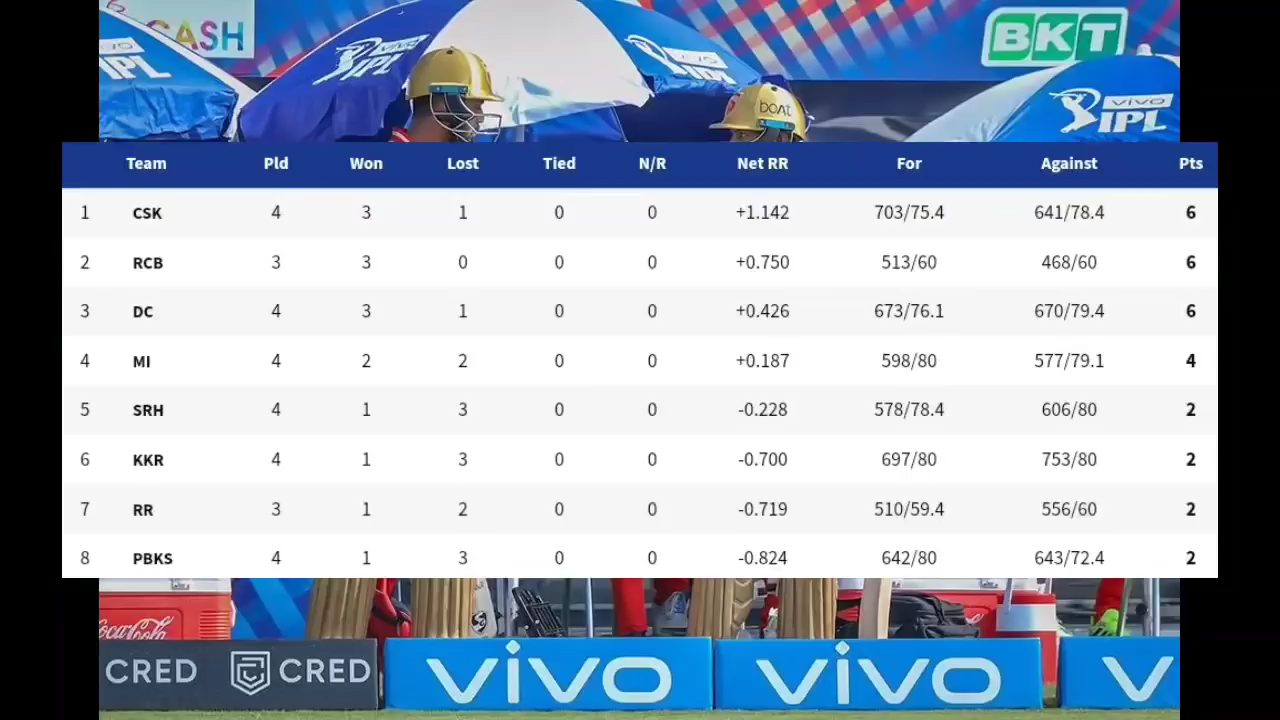 CASH
BKT
vivo
IPL
vivo
IPL
vivo
IPL
boAt
Team Pld Won Lost Tied N/R Net RR For Against Pts
1 CSK 4 3 1 0 0 +1.142 703/75.4 641/78.4 6
2 RCB 3 3 0 0 0 +0.750 513/60 468/60 6
3 DC 4 3 1 0 0 +0.426 673/76.1 670/79.4 6
4 MI 4 2 2 0 0 +0.187 598/80 577/79.1 4
5 SRH 4 1 3 0 0 -0.228 578/78.4 606/80 2
6 KKR 4 1 3 0 0 -0.700 697/80 753/80 2
7 RR 3 1 2 0 0 -0.719 510/59.4 556/60 2
8 PBKS 4 1 3 0 0 -0.824 642/80 643/72.4 2
Coca-Cola
CRED CRED vivo vivo v